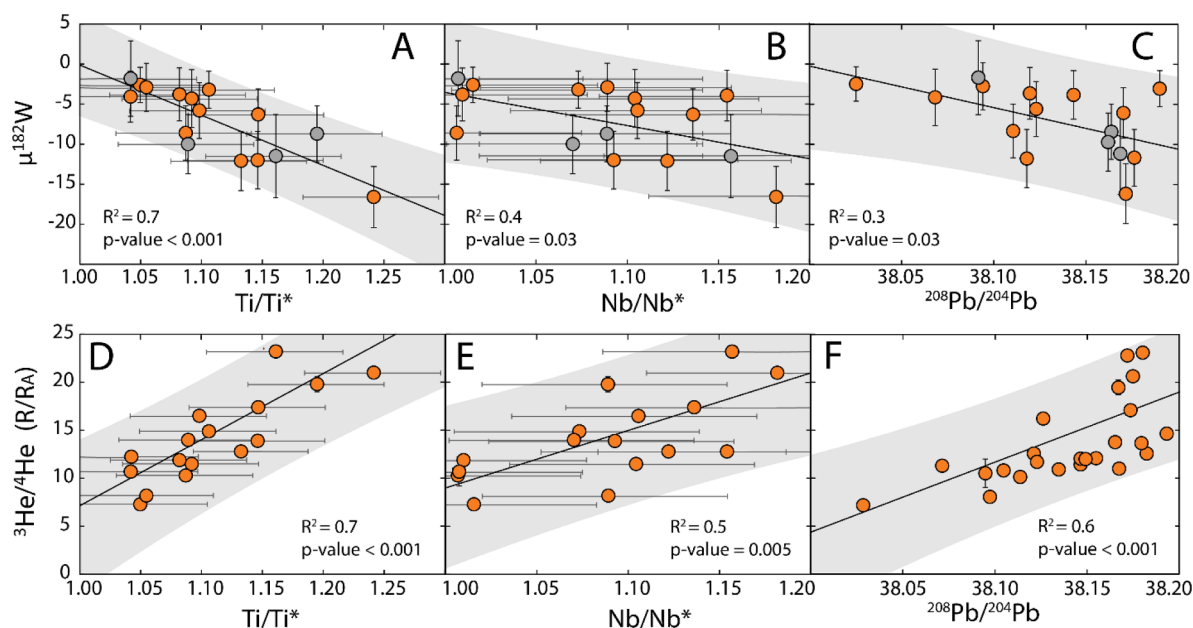 5
0
-5
-10
-15
-20
μ¹⁸²W
A
R² = 0.7
p-value < 0.001
1.00
1.05
1.10
1.15
1.20
Ti/Ti*
B
R² = 0.4
p-value = 0.03
1.00
1.05
1.10
1.15
1.20
Nb/Nb*
C
R² = 0.3
p-value = 0.03
38.05
38.10
38.15
38.20
²⁰⁸Pb/²⁰⁴Pb
25
20
15
10
5
0
³He/⁴He (R/R_A)
D
R² = 0.7
p-value < 0.001
1.00
1.05
1.10
1.15
1.20
Ti/Ti*
E
R² = 0.5
p-value = 0.005
1.00
1.05
1.10
1.15
1.20
Nb/Nb*
F
R² = 0.6
p-value < 0.001
38.05
38.10
38.15
38.20
²⁰⁸Pb/²⁰⁴Pb